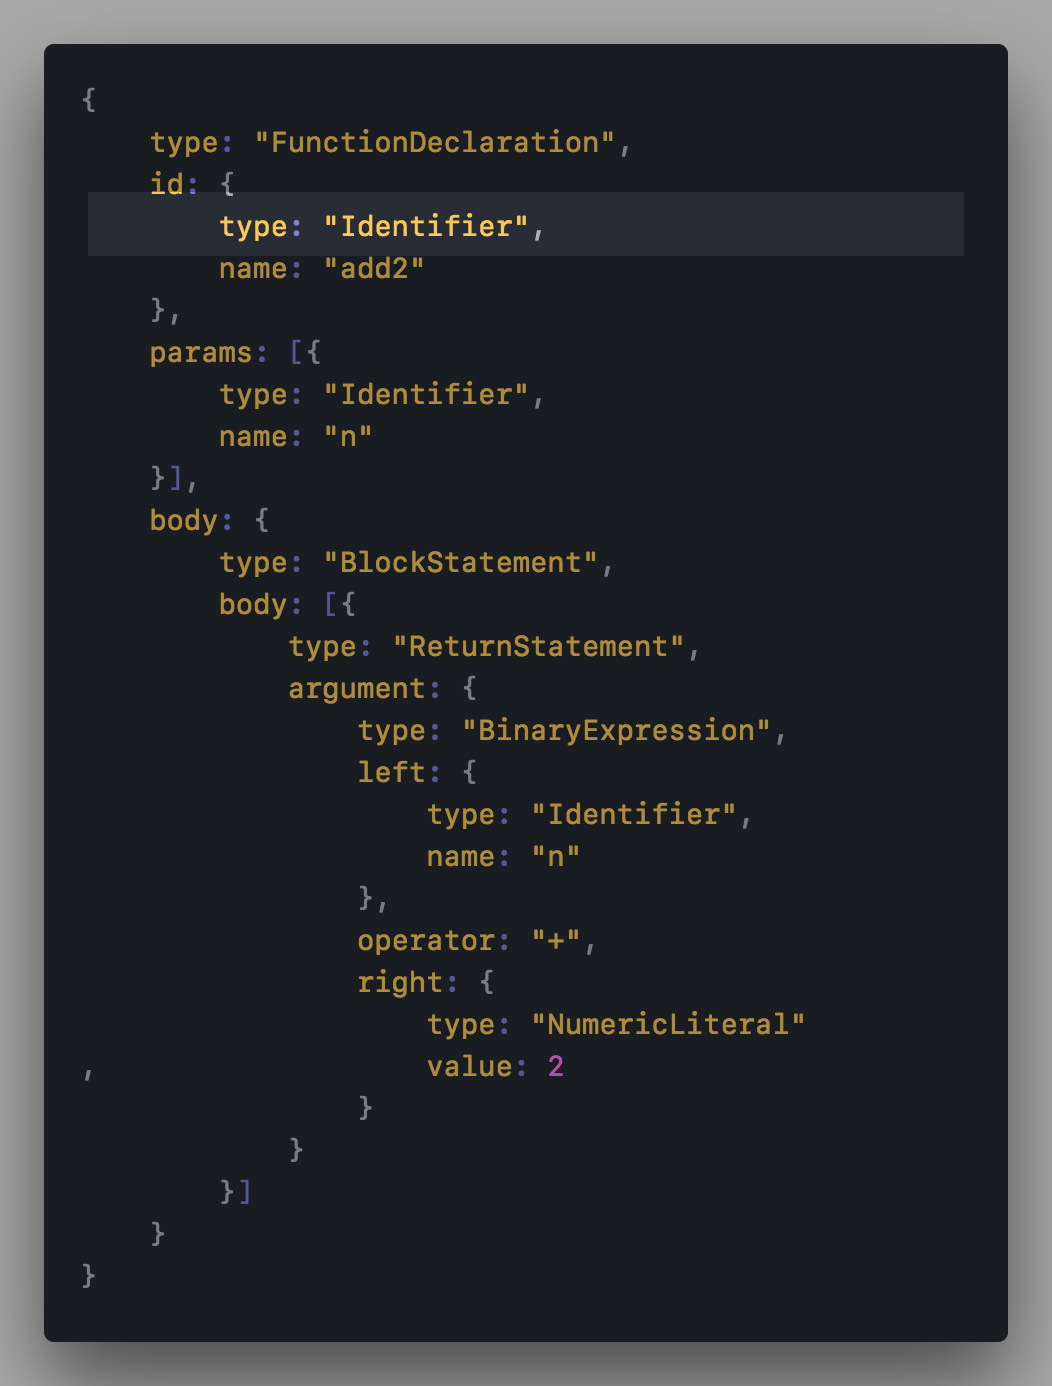 {
    type: "FunctionDeclaration",
    id: {
        type: "Identifier",
        name: "add2"
    },
    params: [{
        type: "Identifier",
        name: "n"
    }],
    body: {
        type: "BlockStatement",
        body: [{
            type: "ReturnStatement",
            argument: {
                type: "BinaryExpression",
                left: {
                    type: "Identifier",
                    name: "n"
                },
                operator: "+",
                right: {
                    type: "NumericLiteral"
,                    value: 2
                }
            }
        }]
    }
}